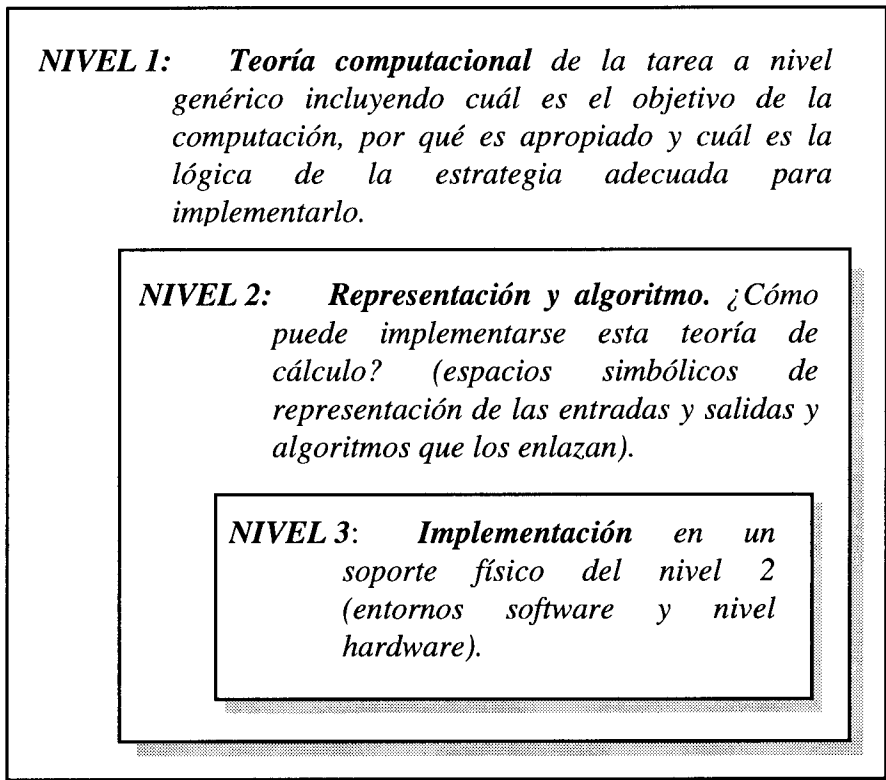 NIVEL 1: Teoría computacional de la tarea a nivel
genérico incluyendo cuál es el objetivo de la
computación, por qué es apropiado y cuál es la
lógica de la estrategia adecuada para
implementarlo.
NIVEL 2: Representación y algoritmo. ¿Cómo
puede implementarse esta teoría de
cálculo? (espacios simbólicos de
representación de las entradas y salidas y
algoritmos que los enlazan).
NIVEL 3: Implementación en un
soporte físico del nivel 2
(entornos software y nivel
hardware).